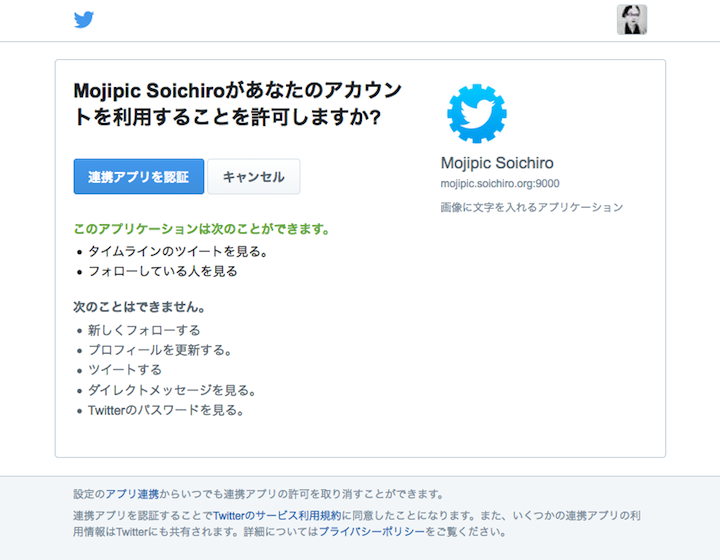 Mojipic Soichiroがあなたのアカウン
トを利用することを許可しますか?
連携アプリを認証
キャンセル
このアプリケーションは次のことができます。
タイムラインのツイートを見る。
フォローしている人を見る
次のことはできません。
新しくフォローする
プロフィールを更新する。
ツイートする
ダイレクトメッセージを見る。
Twitterのパスワードを見る。
Mojipic Soichiro
mojipic.soichiro.org:9000
画像に文字を入れるアプリケーション
設定のアプリ連携からいつでも連携アプリの許可を取り消すことができます。
連携アプリを認証することでTwitterのサービス利用規約に同意したことになります。また、いくつかの連携アプリの利
用情報はTwitterにも共有されます。詳細についてはプライバシーポリシーをご覧ください。